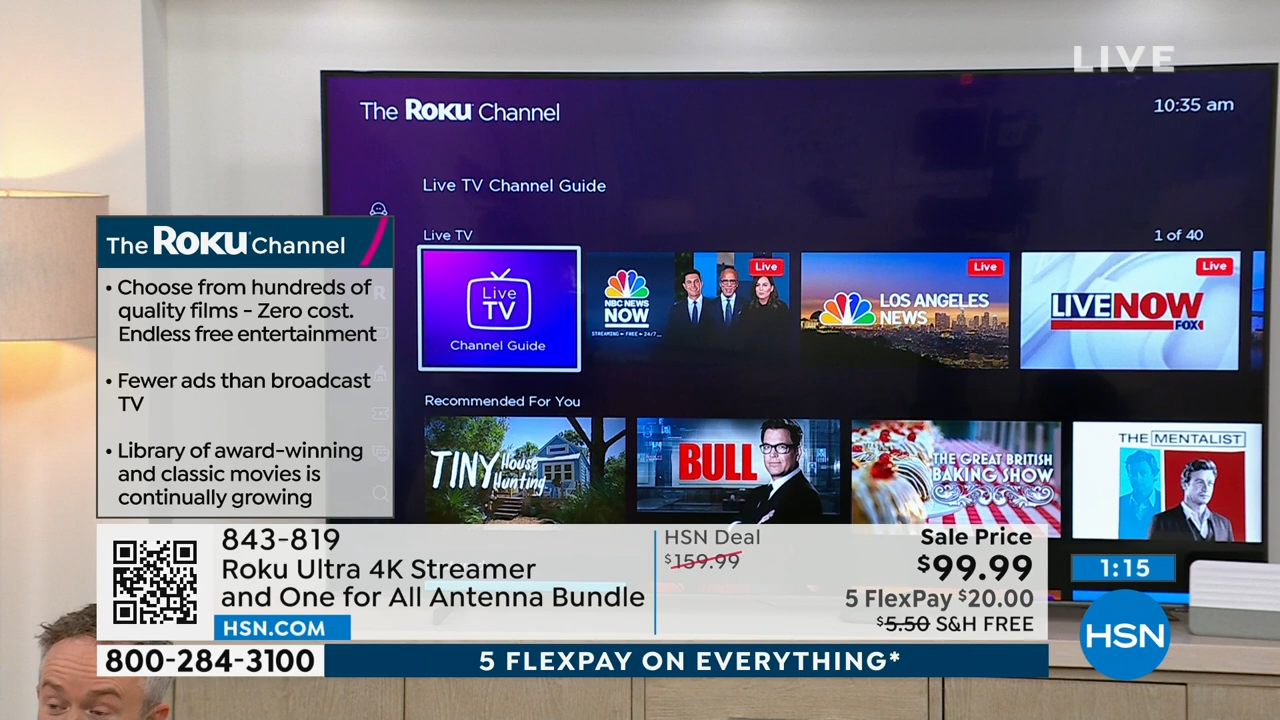 LIVE
The Roku Channel
10:35 am
Live TV Channel Guide
Live TV
1 of 40
Live
TV
Channel Guide
NBC NEWS
NOW
Live
LOS ANGELES
NEWS
Live
LIVENOW
FOX
Live
Recommended For You
TINY House
Hunting
BULL
THE GREAT BRITISH
BAKING SHOW
THE MENTALIST
The Roku Channel
• Choose from hundreds of
quality films - Zero cost.
Endless free entertainment
• Fewer ads than broadcast
TV
• Library of award-winning
and classic movies is
continually growing
843-819
Roku Ultra 4K Streamer
and One for All Antenna Bundle
HSN.COM
HSN Deal
$159.99
Sale Price
$99.99
5 FlexPay $20.00
$5.50 S&H FREE
1:15
HSN
800-284-3100
5 FLEXPAY ON EVERYTHING*